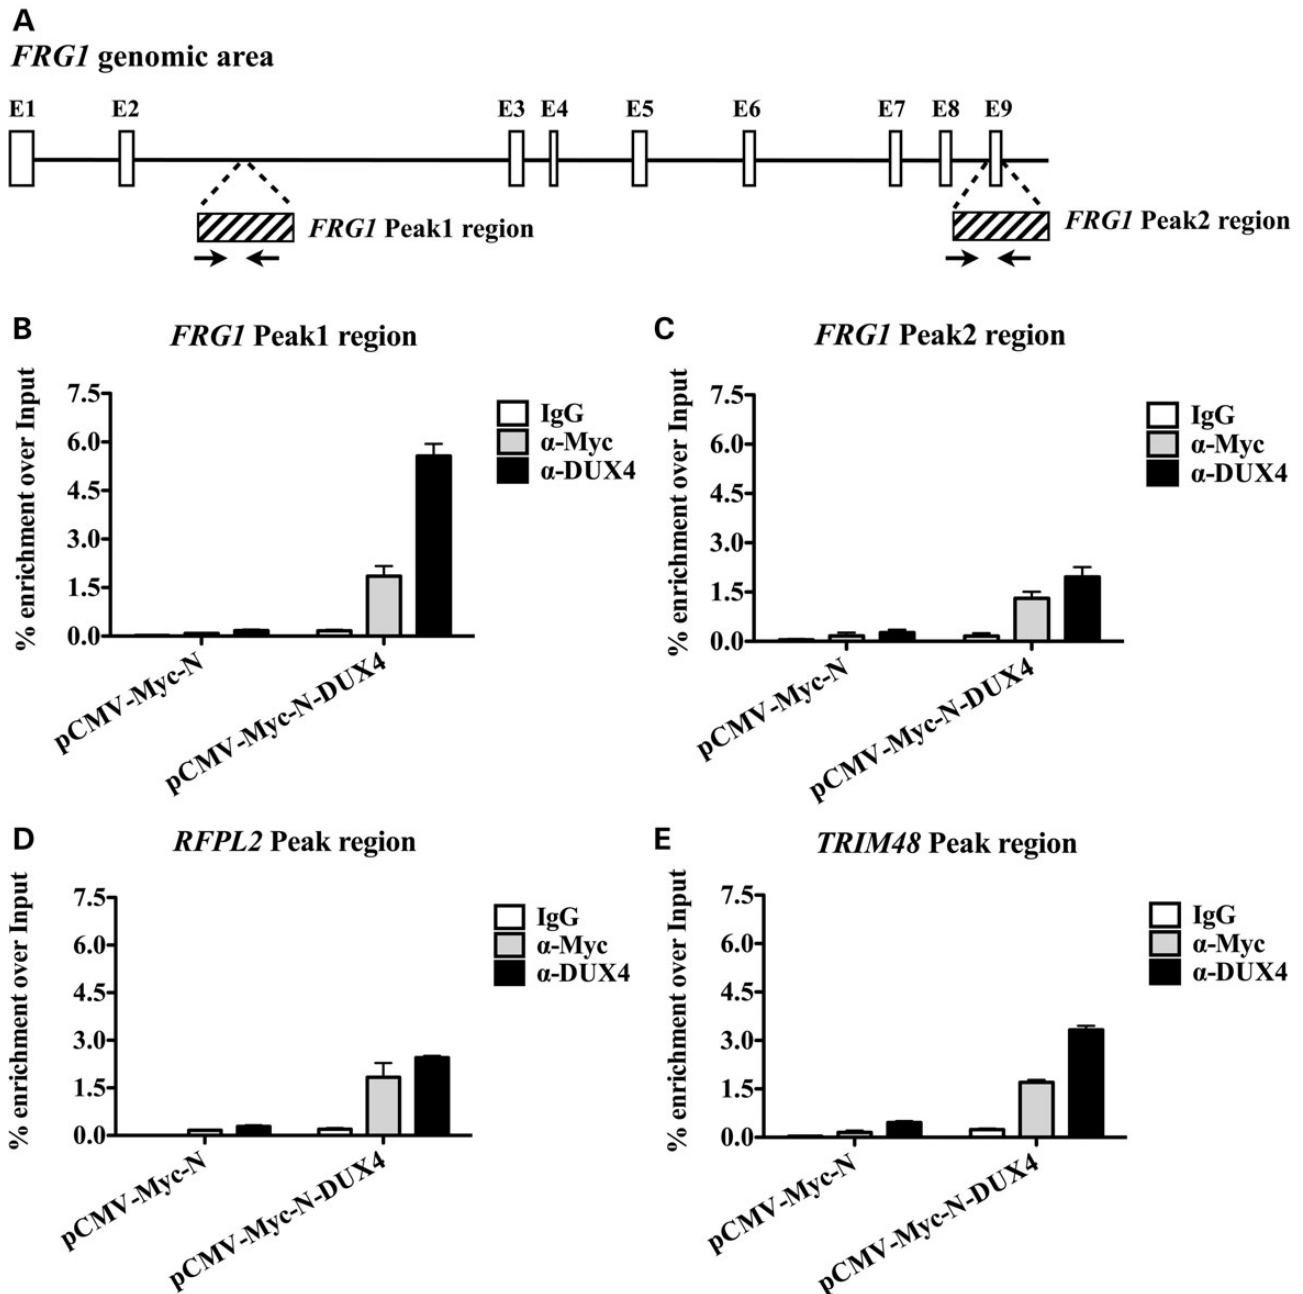 A
FRG1 genomic area
E1 E2 E3 E4 E5 E6 E7 E8 E9
FRG1 Peak1 region
FRG1 Peak2 region
B
FRG1 Peak1 region
% enrichment over Input
7.5
6.0
4.5
3.0
1.5
0.0
IgG
α-Myc
α-DUX4
pCMV-Myc-N
pCMV-Myc-N-DUX4
C
FRG1 Peak2 region
% enrichment over Input
7.5
6.0
4.5
3.0
1.5
0.0
IgG
α-Myc
α-DUX4
pCMV-Myc-N
pCMV-Myc-N-DUX4
D
RFPL2 Peak region
% enrichment over Input
7.5
6.0
4.5
3.0
1.5
0.0
IgG
α-Myc
α-DUX4
pCMV-Myc-N
pCMV-Myc-N-DUX4
E
TRIM48 Peak region
% enrichment over Input
7.5
6.0
4.5
3.0
1.5
0.0
IgG
α-Myc
α-DUX4
pCMV-Myc-N
pCMV-Myc-N-DUX4